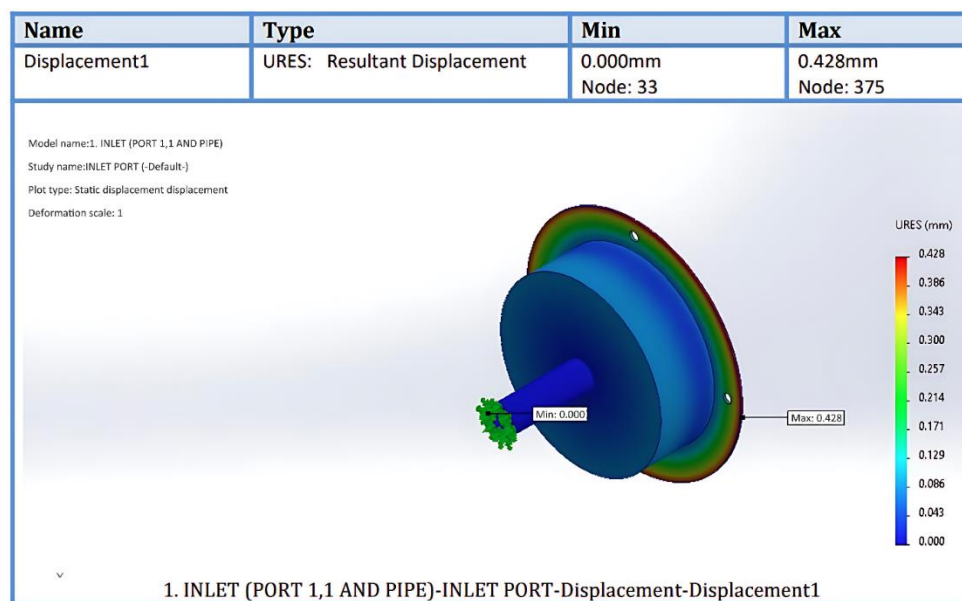 Name Type Min Max
Displacement1 URES: Resultant Displacement 0.000mm 0.428mm
Node: 33 Node: 375
Model name:1. INLET (PORT 1,1 AND PIPE)
Study name:INLET PORT (-Default-)
Plot type: Static displacement displacement
Deformation scale: 1
URES (mm)
0.428
0.386
0.343
0.300
0.257
0.214
0.171
0.129
0.086
0.043
0.000
Min: 0.000
Max: 0.428
1. INLET (PORT 1,1 AND PIPE)-INLET PORT-Displacement-Displacement1